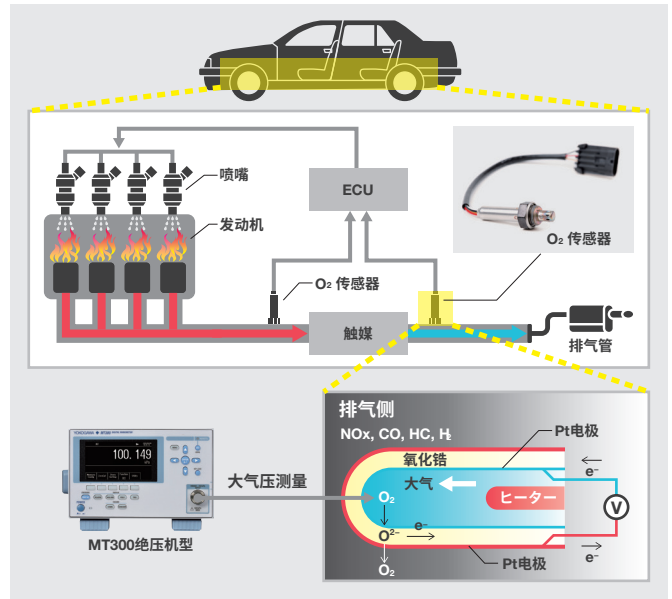 喷嘴
ECU
发动机
O₂ 传感器
O₂ 传感器
触媒
排气管
排气侧
NOx, CO, HC, H₂
Pt电极
氧化锆
e⁻
大气
YOKOGAWA
MT300
100. 149
大气压测量
O₂
ヒーター
V
O²⁻
e⁻
MT300绝压机型
Pt电极
e⁻
O₂